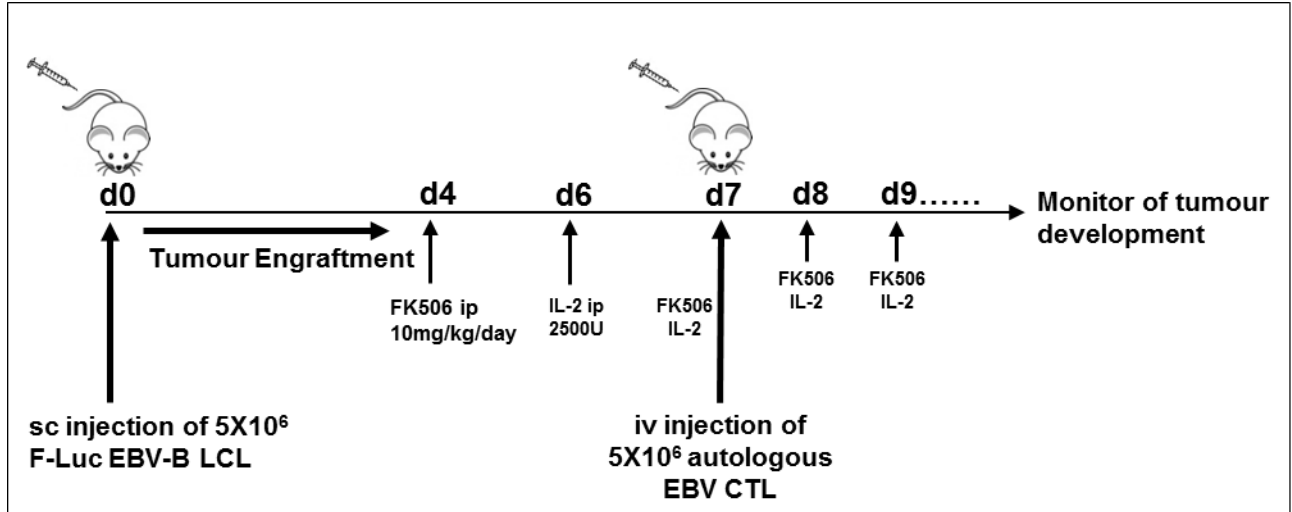 d0
d4
d6
d7
d8
d9......
Monitor of tumour
development
Tumour Engraftment
FK506 ip
10mg/kg/day
IL-2 ip
2500U
FK506
IL-2
FK506
IL-2
FK506
IL-2
sc injection of 5X10⁶
F-Luc EBV-B LCL
iv injection of
5X10⁶ autologous
EBV CTL